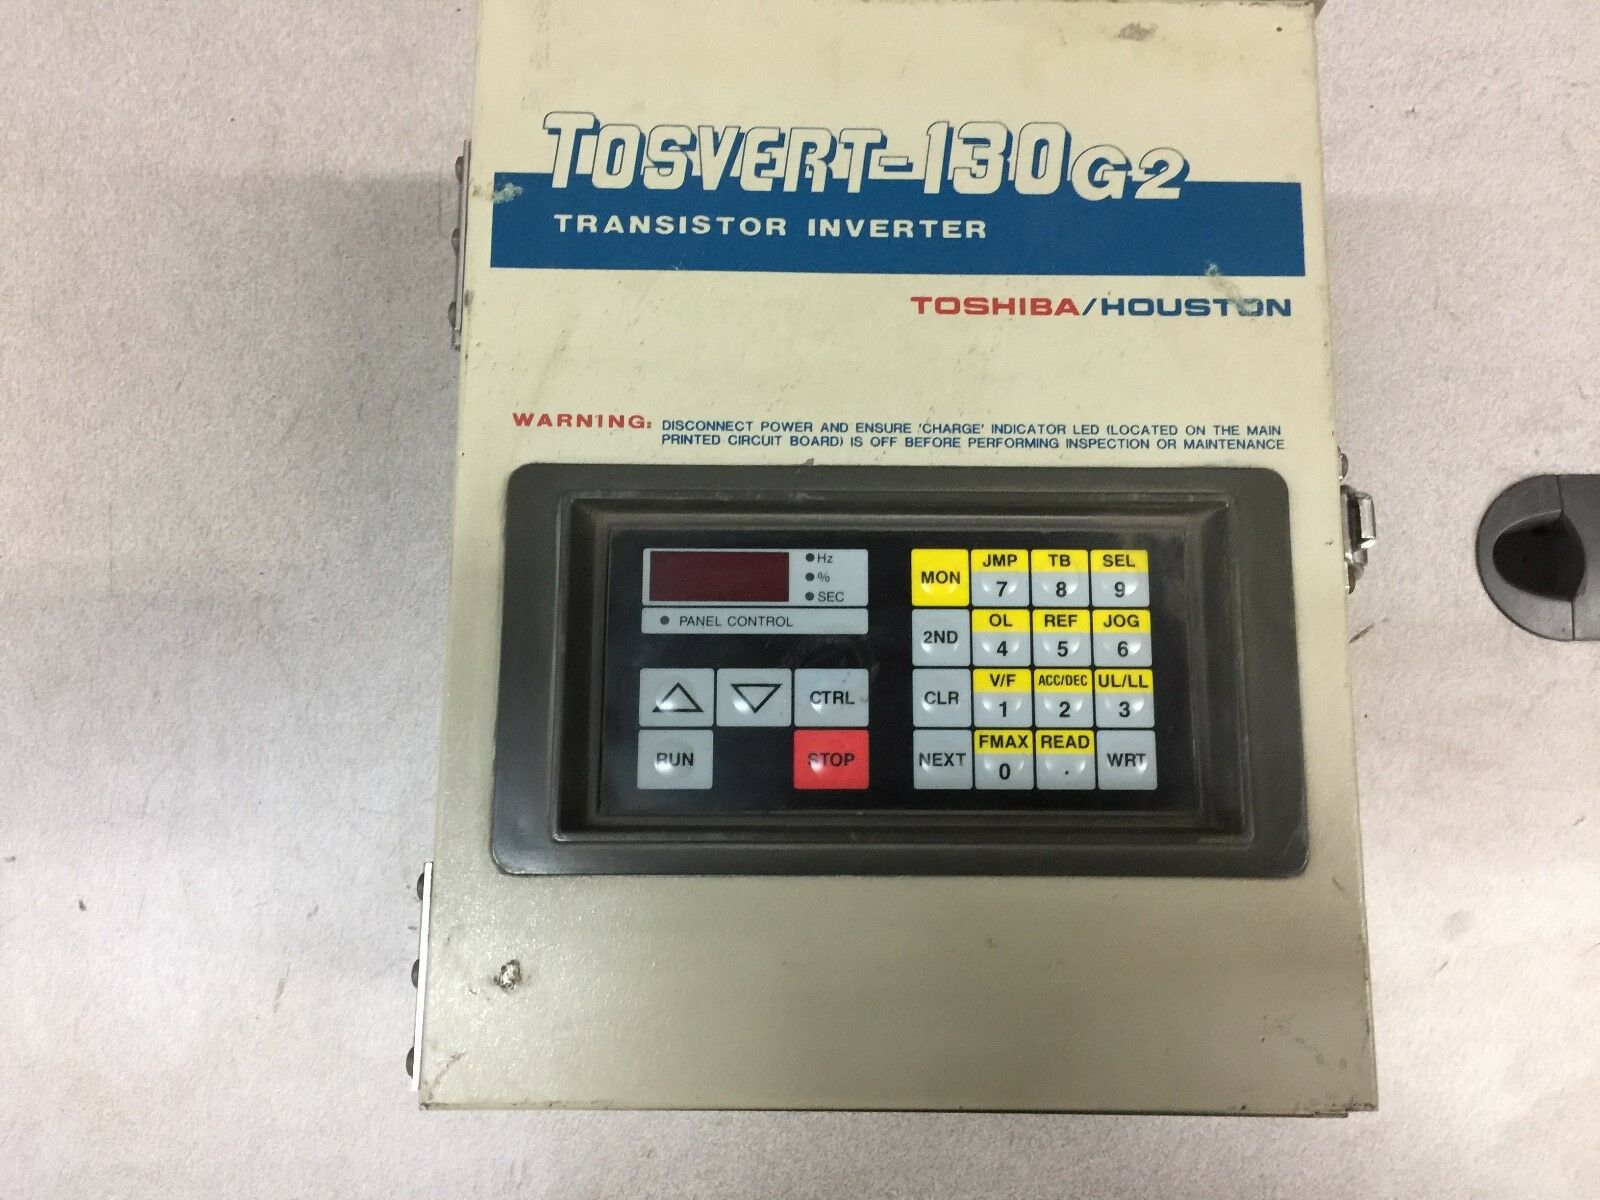 TOSVERT-130G2
TRANSISTOR INVERTER
TOSHIBA/HOUSTON
WARNING: DISCONNECT POWER AND ENSURE 'CHARGE' INDICATOR LED (LOCATED ON THE MAIN
PRINTED CIRCUIT BOARD) IS OFF BEFORE PERFORMING INSPECTION OR MAINTENANCE
Hz
%
SEC
PANEL CONTROL
CTRL
RUN
STOP
MON
JMP
7
TB
8
SEL
9
2ND
OL
4
REF
5
JOG
6
CLR
V/F
1
ACC/DEC
2
UL/LL
3
NEXT
FMAX
0
READ
.
WRT